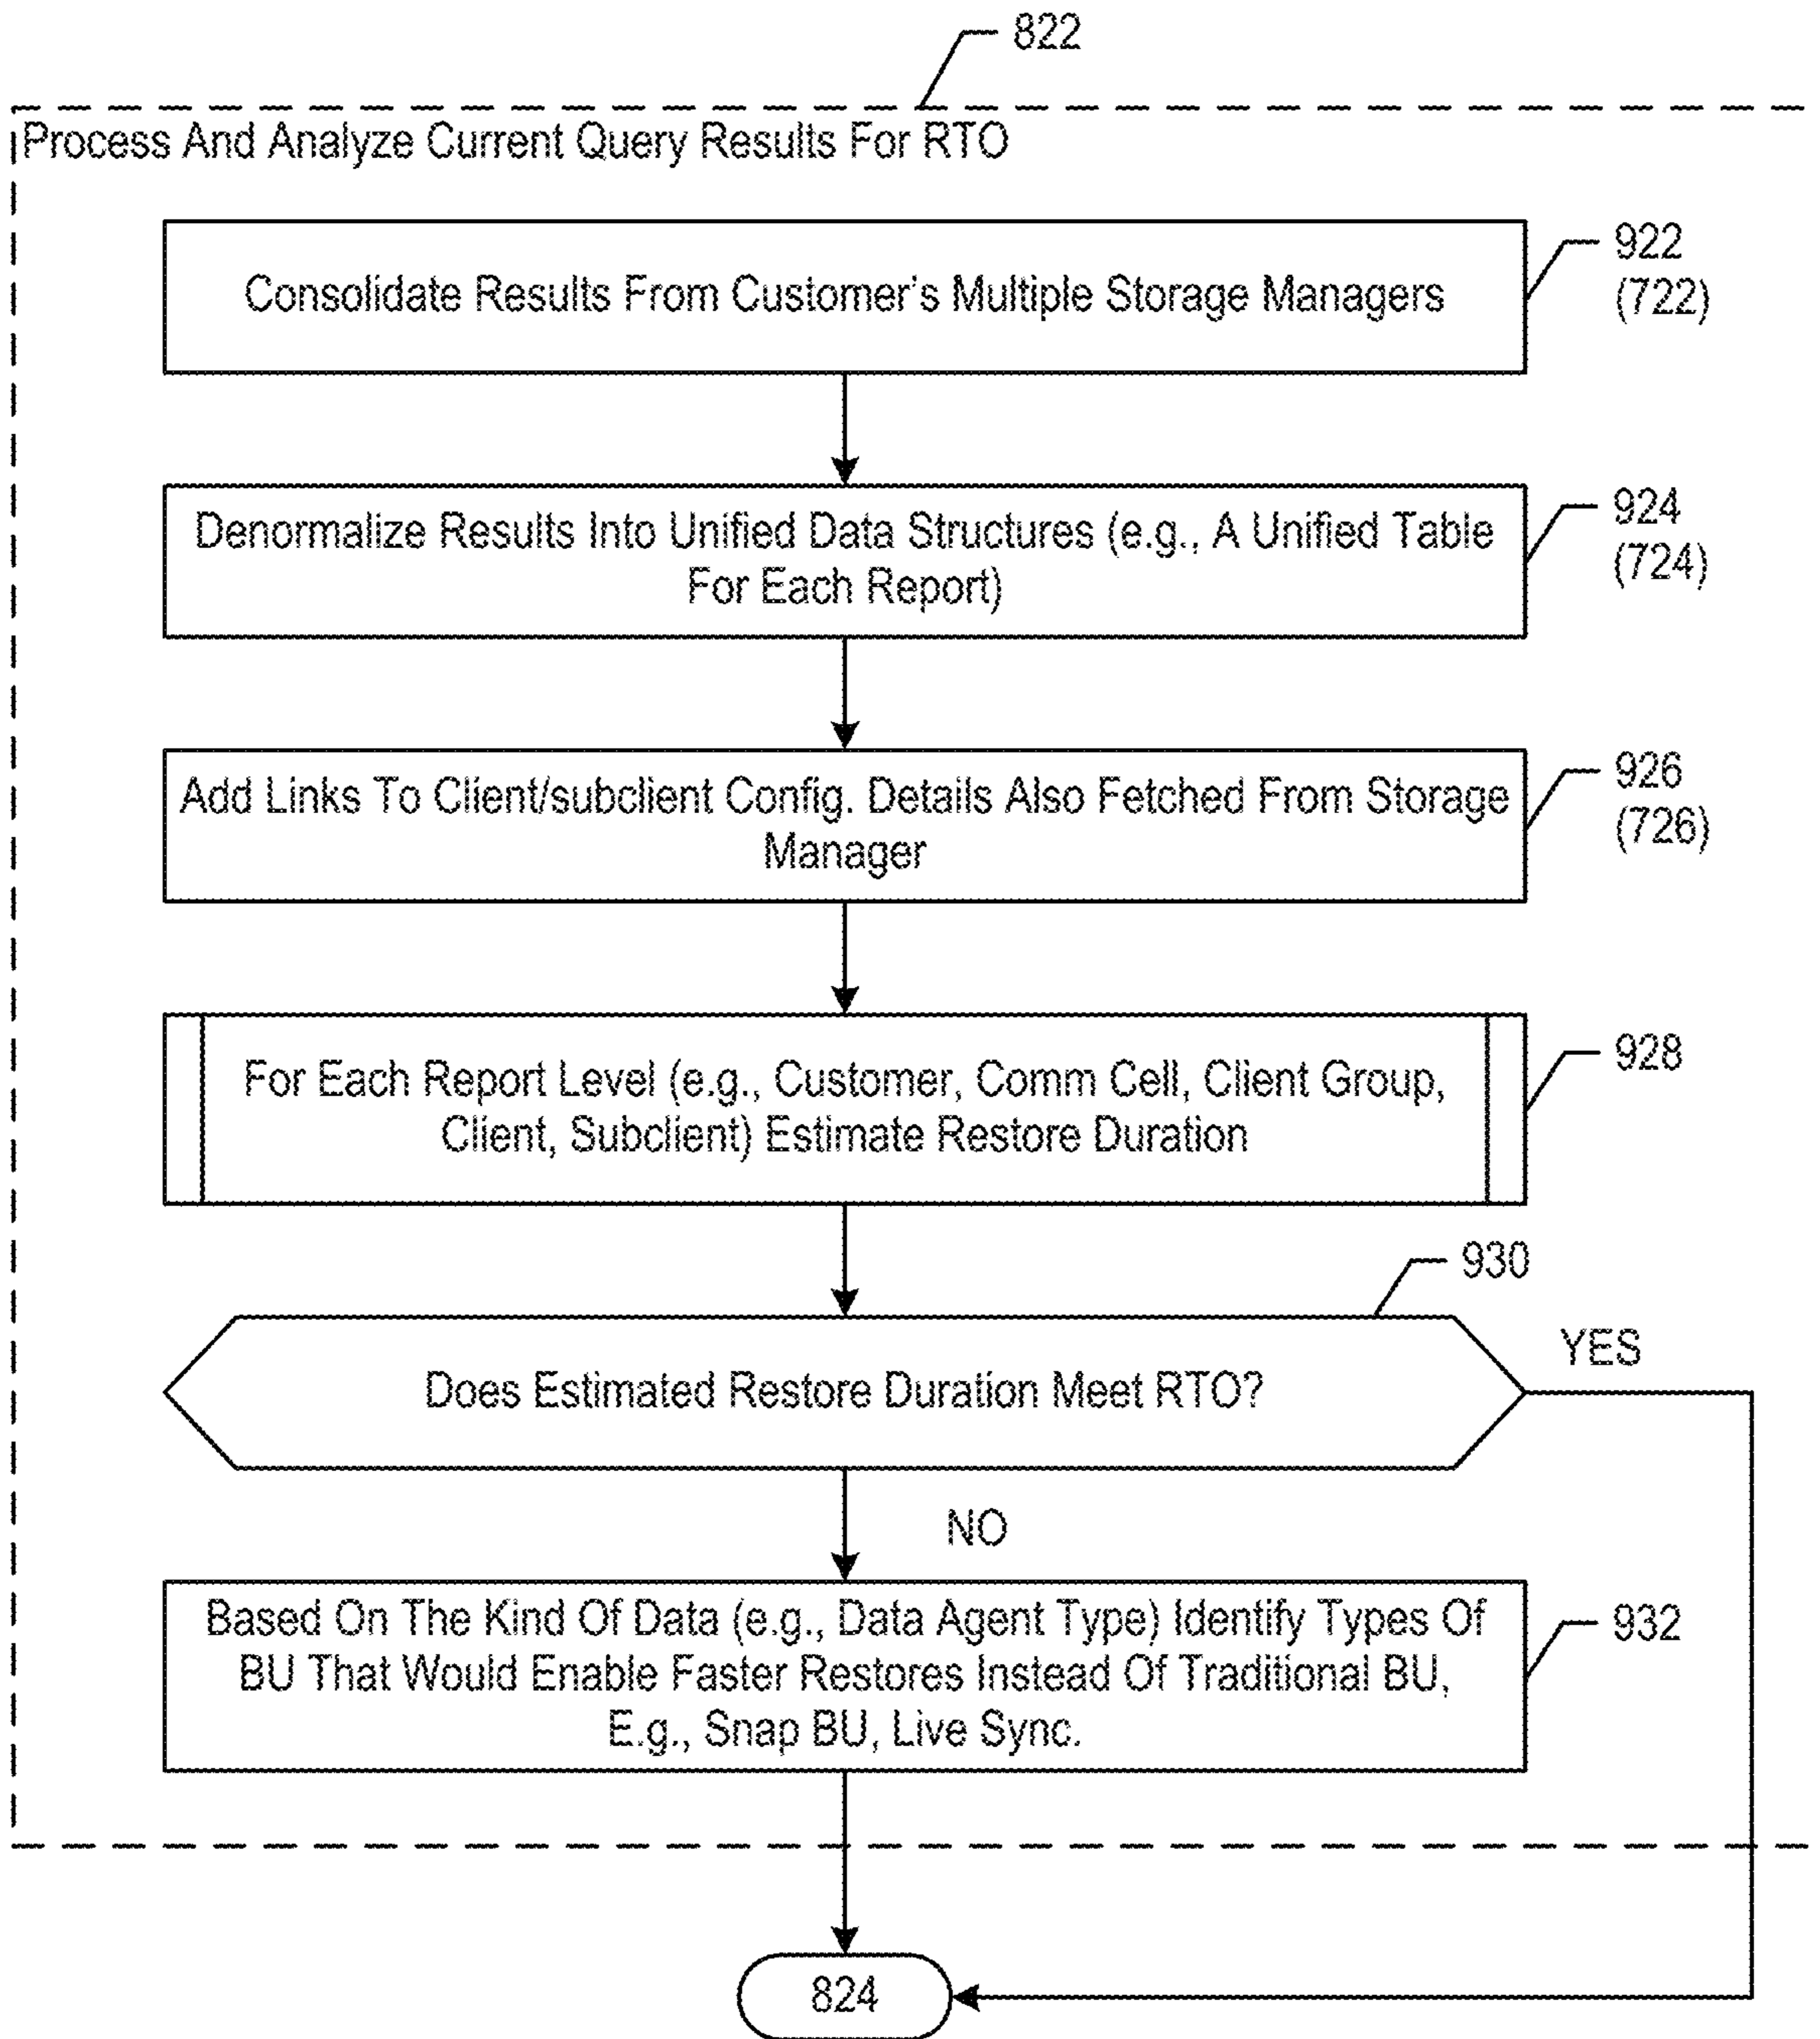 822
Process And Analyze Current Query Results For RTO
Consolidate Results From Customer's Multiple Storage Managers
922
(722)
Denormalize Results Into Unified Data Structures (e.g., A Unified Table
For Each Report)
924
(724)
Add Links To Client/subclient Config. Details Also Fetched From Storage
Manager
926
(726)
For Each Report Level (e.g., Customer, Comm Cell, Client Group,
Client, Subclient) Estimate Restore Duration
928
930
Does Estimated Restore Duration Meet RTO?
YES
NO
Based On The Kind Of Data (e.g., Data Agent Type) Identify Types Of
BU That Would Enable Faster Restores Instead Of Traditional BU,
E.g., Snap BU, Live Sync.
932
824